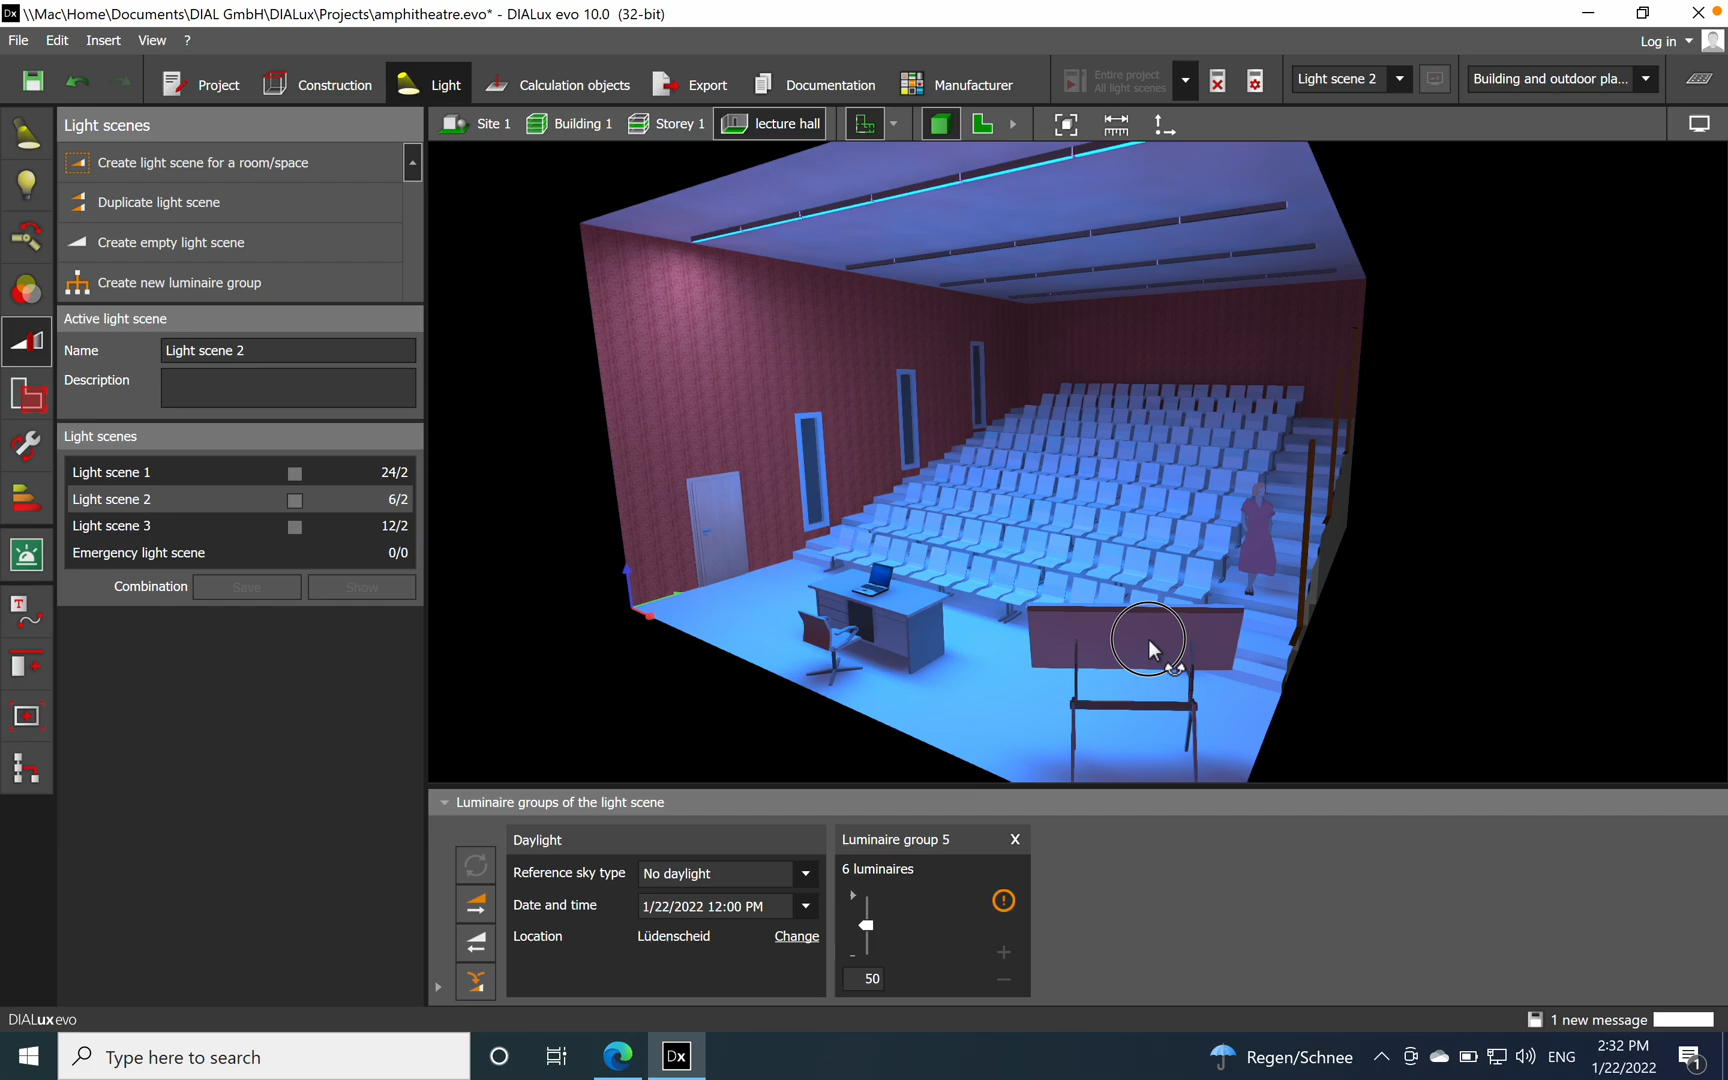 \\Mac\Home\Documents\DIAL GmbH\DIALux\Projects\amphitheatre.evo* - DIALux evo 10.0 (32-bit)
File Edit Insert View ?
Log in
Project Construction Light Calculation objects Export Documentation Manufacturer
Entire project
All light scenes
Light scene 2
Building and outdoor pla...
Light scenes
Site 1 Building 1 Storey 1 lecture hall
Create light scene for a room/space
Duplicate light scene
Create empty light scene
Create new luminaire group
Active light scene
Name Light scene 2
Description
Light scenes
Light scene 1 24/2
Light scene 2 6/2
Light scene 3 12/2
Emergency light scene 0/0
Combination Save Show
Luminaire groups of the light scene
Daylight
Reference sky type No daylight
Date and time 1/22/2022 12:00 PM
Location Lüdenscheid Change
Luminaire group 5 X
6 luminaires
50
DIALux evo
1 new message
Type here to search
Dx
Regen/Schnee
ENG
2:32 PM
1/22/2022
1